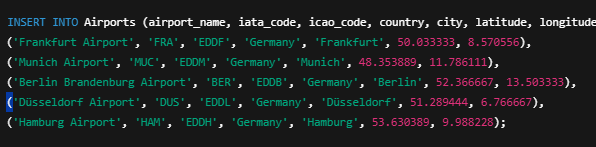 INSERT INTO Airports (airport_name, iata_code, icao_code, country, city, latitude, longitude
('Frankfurt Airport', 'FRA', 'EDDF', 'Germany', 'Frankfurt', 50.033333, 8.570556),
('Munich Airport', 'MUC', 'EDDM', 'Germany', 'Munich', 48.353889, 11.786111),
('Berlin Brandenburg Airport', 'BER', 'EDDB', 'Germany', 'Berlin', 52.366667, 13.503333),
('Düsseldorf Airport', 'DUS', 'EDDL', 'Germany', 'Düsseldorf', 51.289444, 6.766667),
('Hamburg Airport', 'HAM', 'EDDH', 'Germany', 'Hamburg', 53.630389, 9.988228);